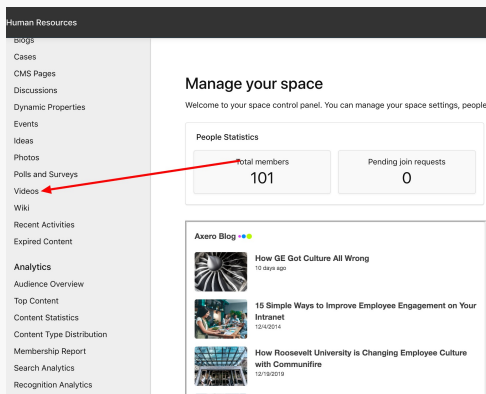 Human Resources
Blogs
Cases
CMS Pages
Discussions
Dynamic Properties
Events
Ideas
Photos
Polls and Surveys
Videos
Wiki
Recent Activities
Expired Content
Analytics
Audience Overview
Top Content
Content Statistics
Content Type Distribution
Membership Report
Search Analytics
Recognition Analytics
Manage your space
Welcome to your space control panel. You can manage your space settings, people
People Statistics
Total members
101
Pending join requests
0
Axero Blog
How GE Got Culture All Wrong
10 days ago
15 Simple Ways to Improve Employee Engagement on Your
Intranet
12/4/2014
How Roosevelt University is Changing Employee Culture
with Communifire
12/19/2019